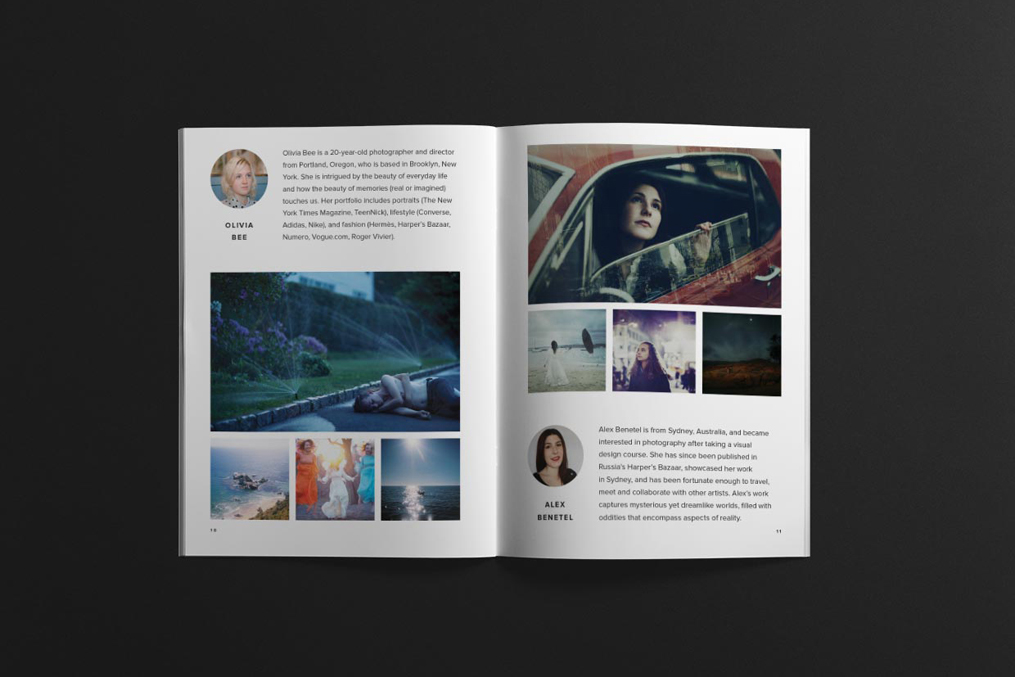 OLIVIA
BEE
Olivia Bee is a 20-year-old photographer and director
from Portland, Oregon, who is based in Brooklyn, New
York. She is intrigued by the beauty of everyday life
and how the beauty of memories (real or imagined)
touches us. Her portfolio includes portraits (The New
York Times Magazine, TeenNick), lifestyle (Converse,
Adidas, Nike), and fashion (Hermès, Harper's Bazaar,
Numero, Vogue.com, Roger Vivier).
10
ALEX
BENETEL
Alex Benetel is from Sydney, Australia, and became
interested in photography after taking a visual
design course. She has since been published in
Russia's Harper's Bazaar, showcased her work
in Sydney, and has been fortunate enough to travel,
meet and collaborate with other artists. Alex's work
captures mysterious yet dreamlike worlds, filled with
oddities that encompass aspects of reality.
11